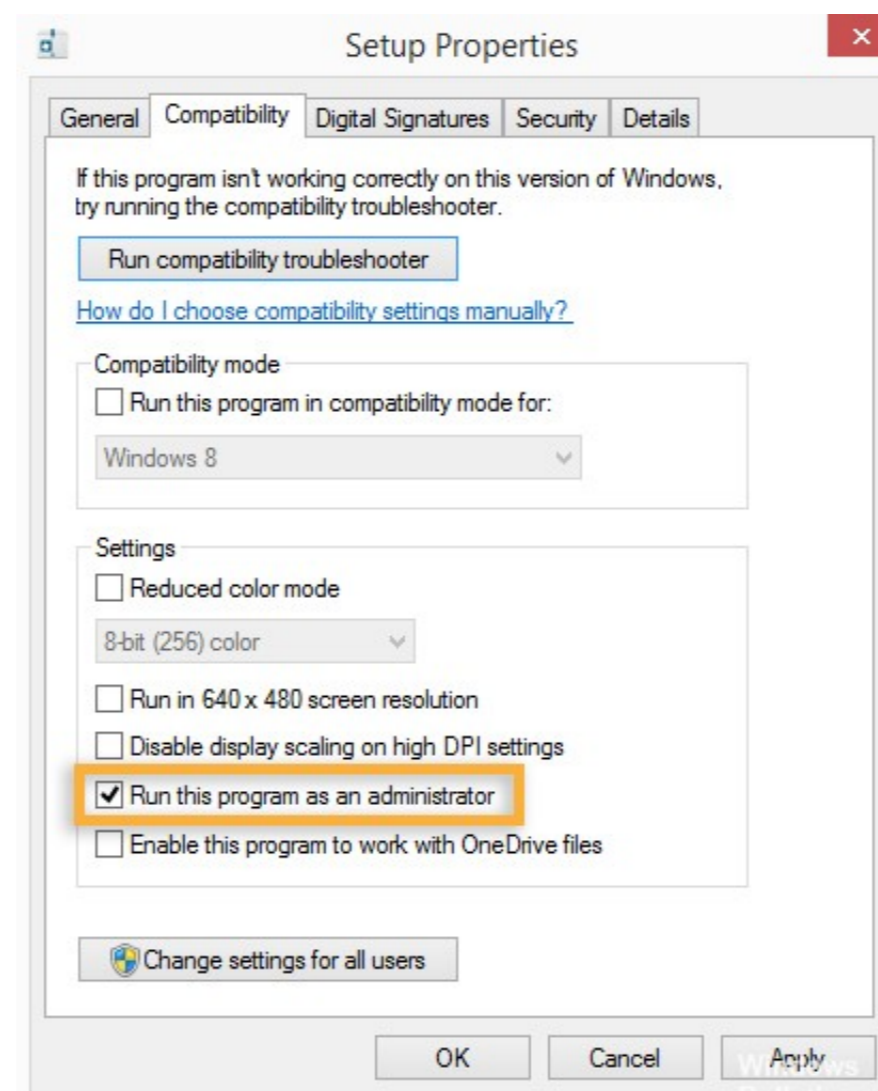 Setup Properties
General Compatibility Digital Signatures Security Details
If this program isn't working correctly on this version of Windows,
try running the compatibility troubleshooter.
Run compatibility troubleshooter
How do I choose compatibility settings manually?
Compatibility mode
Run this program in compatibility mode for:
Windows 8
Settings
Reduced color mode
8-bit (256) color
Run in 640 x 480 screen resolution
Disable display scaling on high DPI settings
Run this program as an administrator
Enable this program to work with OneDrive files
Change settings for all users
OK Cancel Apply